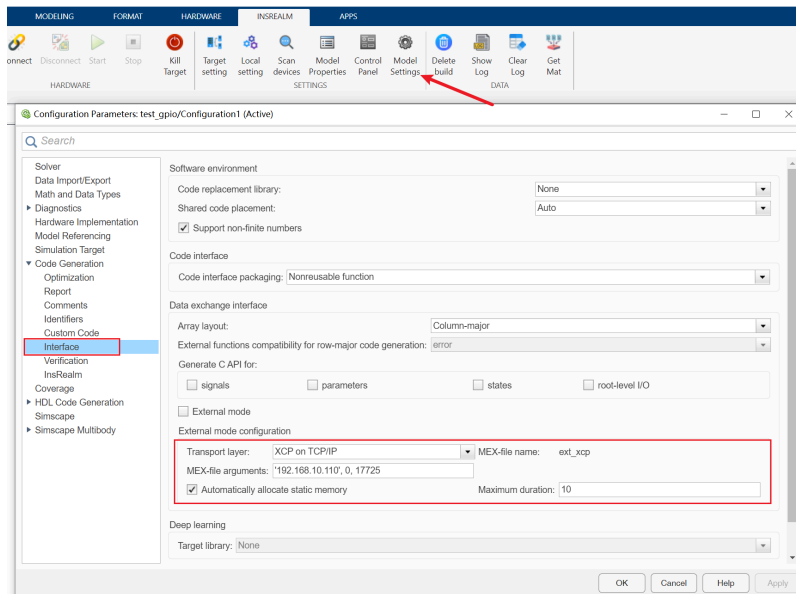 MODELING FORMAT HARDWARE INSREALM APPS
onnect Disconnect Start Stop Kill Target Target setting Local setting Scan devices Model Properties Control Panel Model Settings Delete build Show Log Clear Log Get Mat
HARDWARE SETTINGS DATA
Configuration Parameters: test_gpio/Configuration1 (Active)
Search
Solver
Data Import/Export
Math and Data Types
Diagnostics
Hardware Implementation
Model Referencing
Simulation Target
Code Generation
Optimization
Report
Comments
Identifiers
Custom Code
Interface
Verification
InsRealm
Coverage
HDL Code Generation
Simscape
Simscape Multibody
Software environment
Code replacement library: None
Shared code placement: Auto
Support non-finite numbers
Code interface
Code interface packaging: Nonreusable function
Data exchange interface
Array layout: Column-major
External functions compatibility for row-major code generation: error
Generate C API for:
signals parameters states root-level I/O
External mode
External mode configuration
Transport layer: XCP on TCP/IP MEX-file name: ext_xcp
MEX-file arguments: '192.168.10.110', 0, 17725
Automatically allocate static memory Maximum duration: 10
Deep learning
Target library: None
OK Cancel Help Apply